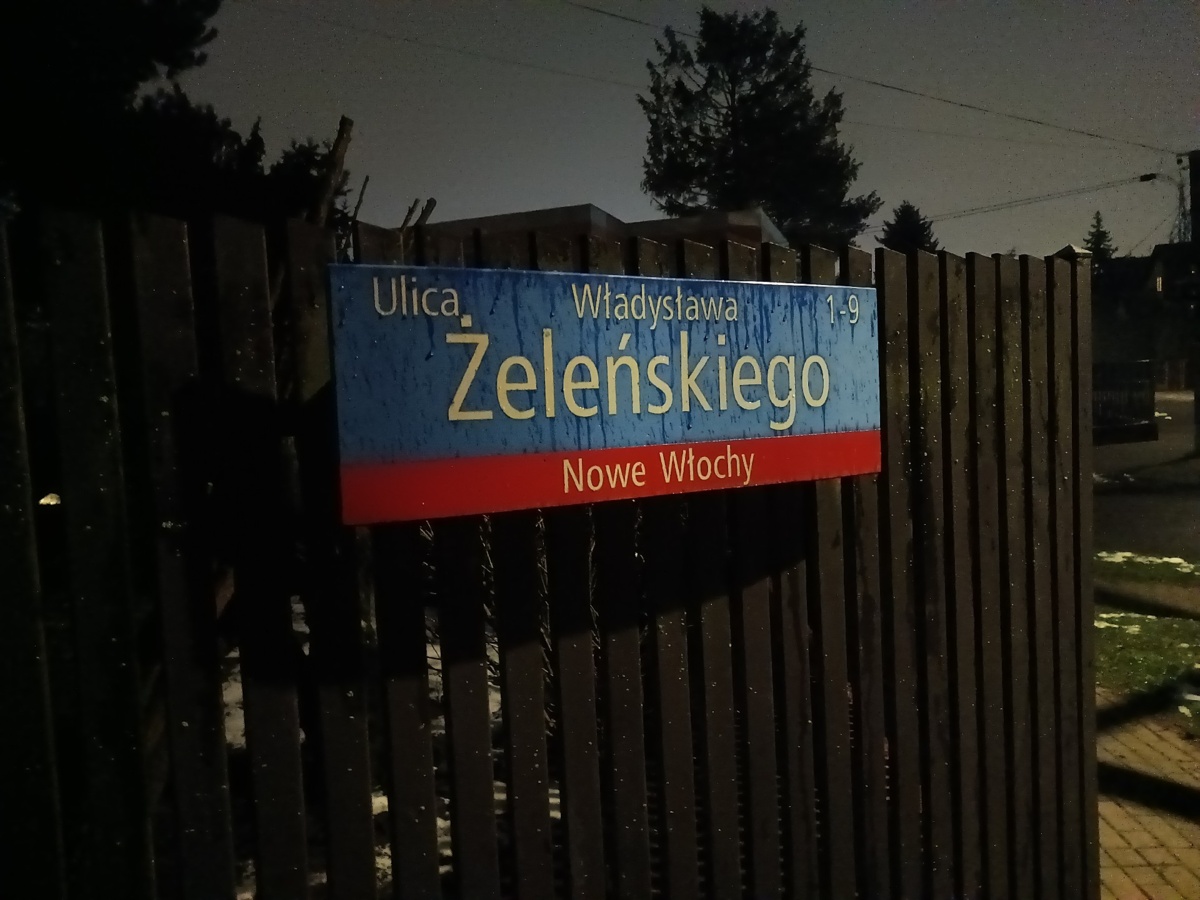 Ulica Władysława 1-9
Żeleńskiego
Nowe Włochy